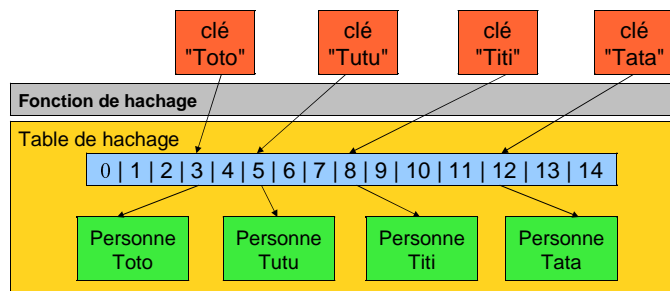 clé
"Toto"
clé
"Tutu"
clé
"Titi"
clé
"Tata"
Fonction de hachage
Table de hachage
0 | 1 | 2 | 3 | 4 | 5 | 6 | 7 | 8 | 9 | 10 | 11 | 12 | 13 | 14
Personne
Toto
Personne
Tutu
Personne
Titi
Personne
Tata